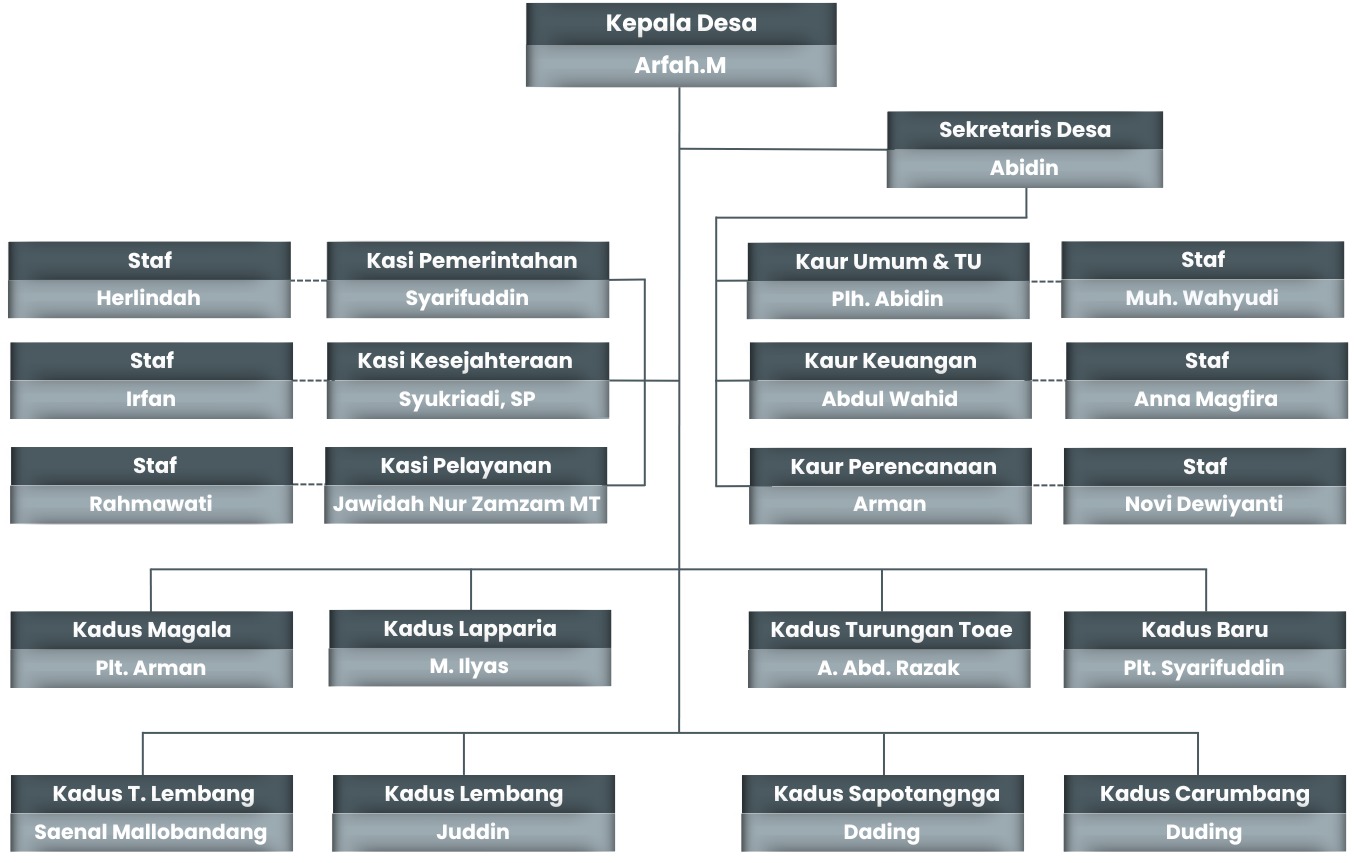 Kepala Desa
Arfah.M
Sekretaris Desa
Abidin
Staf
Herlindah
Kasi Pemerintahan
Syarifuddin
Kaur Umum & TU
Plh. Abidin
Staf
Muh. Wahyudi
Staf
Irfan
Kasi Kesejahteraan
Syukriadi, SP
Kaur Keuangan
Abdul Wahid
Staf
Anna Magfira
Staf
Rahmawati
Kasi Pelayanan
Jawidah Nur Zamzam MT
Kaur Perencanaan
Arman
Staf
Novi Dewiyanti
Kadus Magala
Plt. Arman
Kadus Lapparia
M. Ilyas
Kadus Turungan Toae
A. Abd. Razak
Kadus Baru
Plt. Syarifuddin
Kadus T. Lembang
Saenal Mallobandang
Kadus Lembang
Juddin
Kadus Sapotangnga
Dading
Kadus Carumbang
Duding